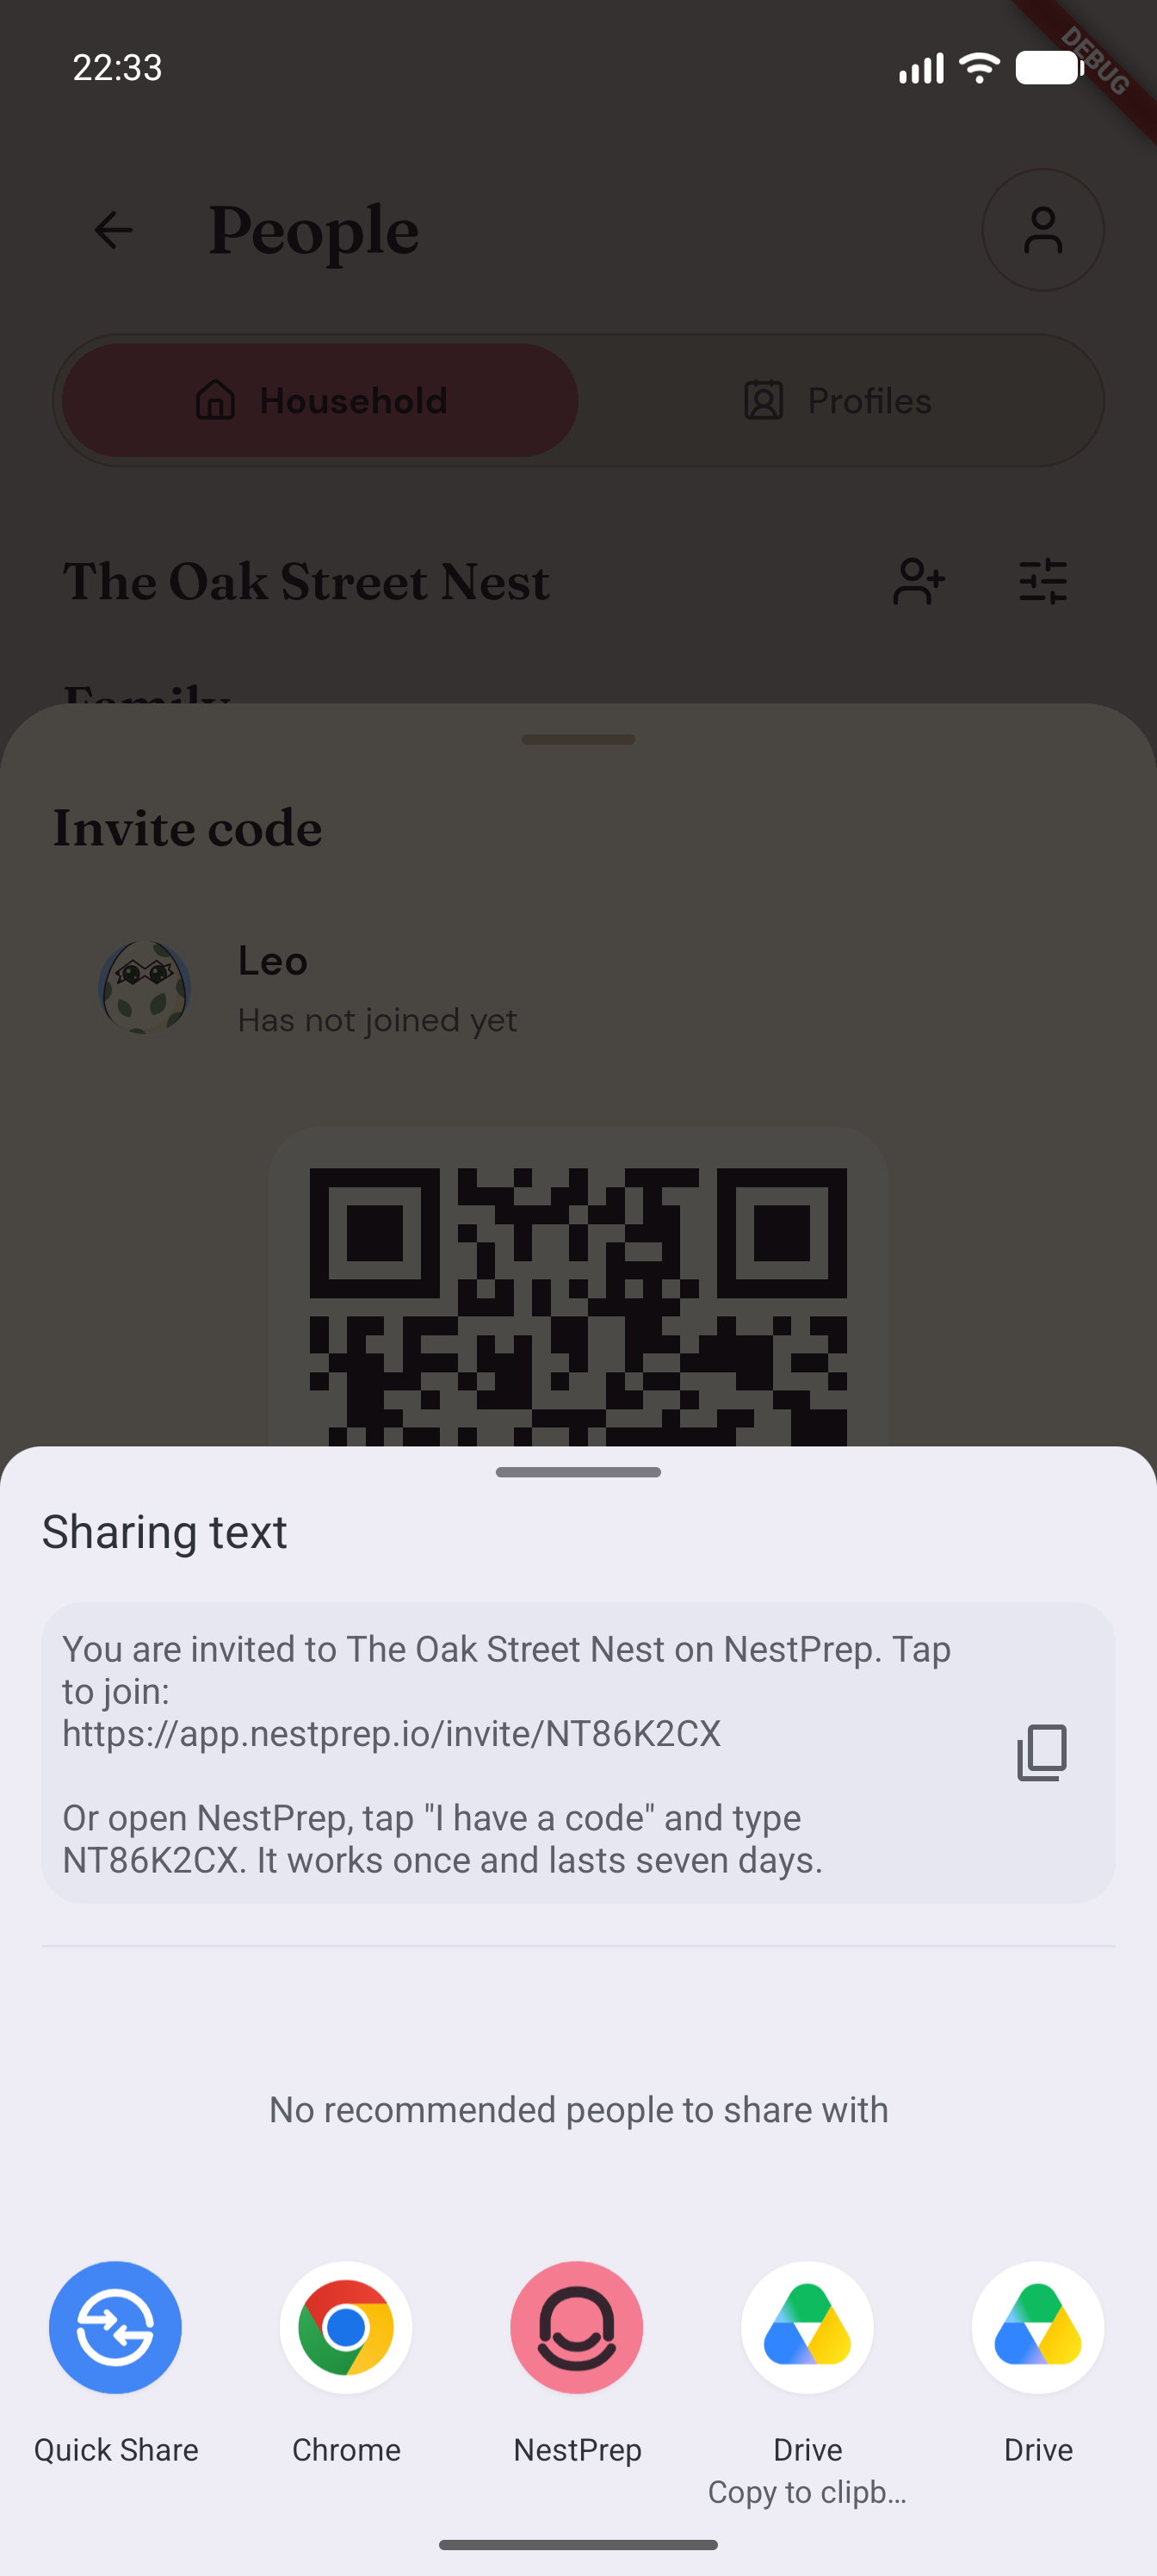 22:33
DEBUG
People
Household
Profiles
The Oak Street Nest
Family
Invite code
Leo
Has not joined yet
Sharing text
You are invited to The Oak Street Nest on NestPrep. Tap
to join:
https://app.nestprep.io/invite/NT86K2CX
Or open NestPrep, tap "I have a code" and type
NT86K2CX. It works once and lasts seven days.
No recommended people to share with
Quick Share
Chrome
NestPrep
Drive
Copy to clipb...
Drive